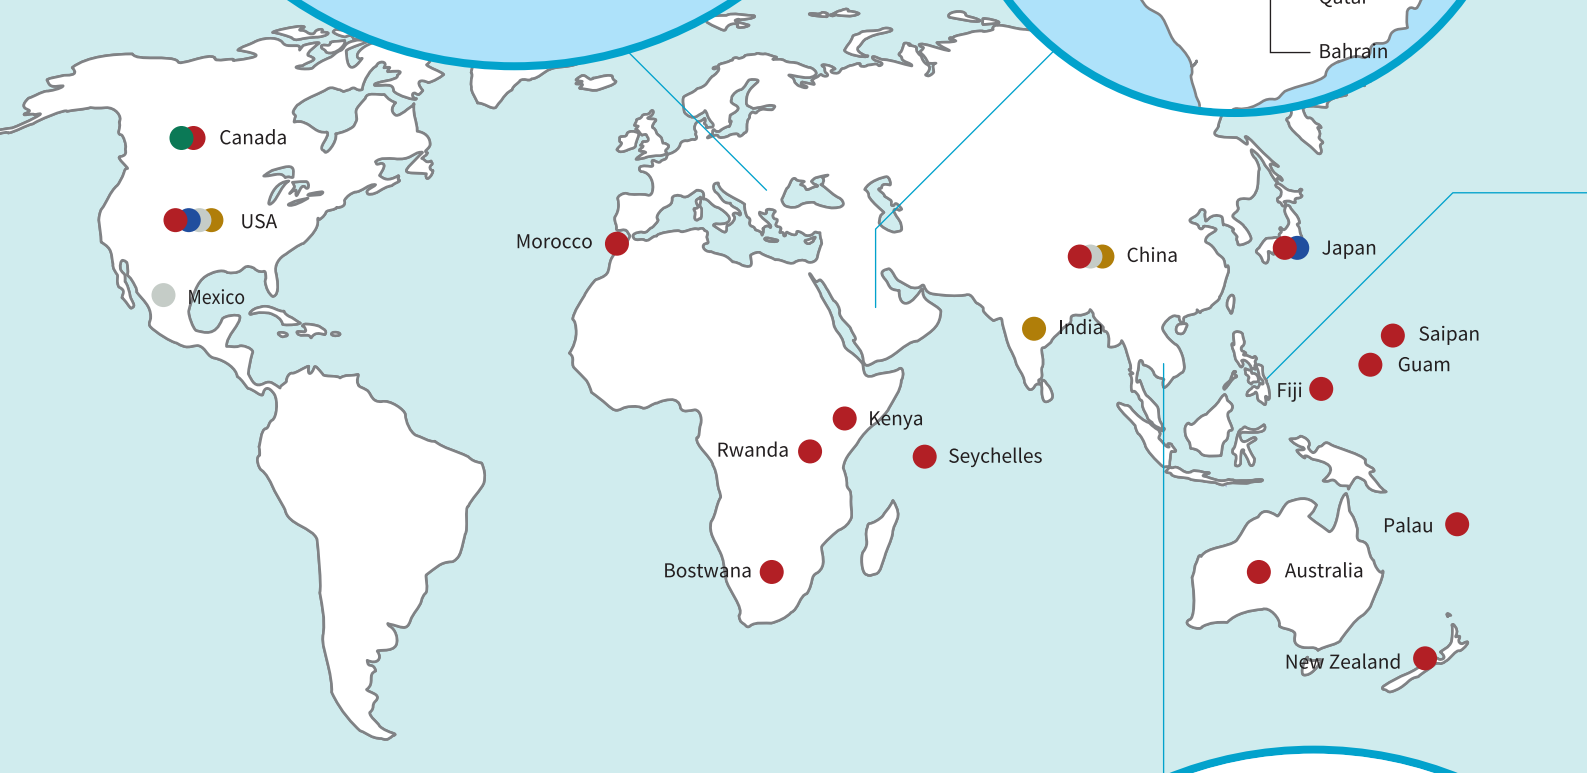 Qatar
Bahrain
Canada
USA
Mexico
Morocco
China
Japan
India
Saipan
Guam
Fiji
Kenya
Rwanda
Seychelles
Palau
Bostwana
Australia
New Zealand